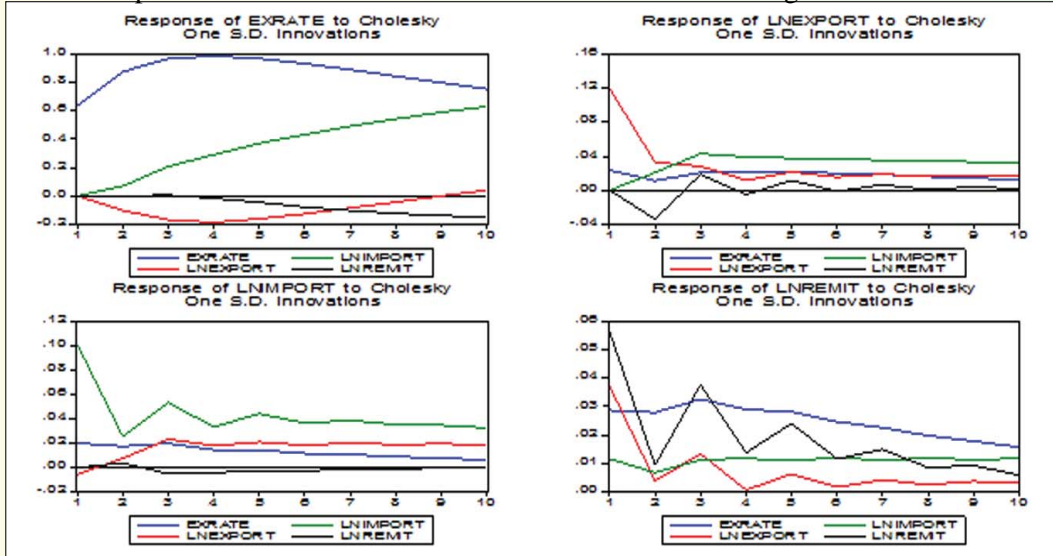 Response of EXRATE to Cholesky
One S.D. Innovations
1.0
0.8
0.6
0.4
0.2
0.0
-0.2
1 2 3 4 5 6 7 8 9 10
EXRATE LNIMPORT
LNEXPORT LNREMT
Response of LNEXPORT to Cholesky
One S.D. Innovations
.16
.12
.08
.04
.00
-.04
1 2 3 4 5 6 7 8 9 10
EXRATE LNIMPORT
LNEXPORT LNREMT
Response of LNIMPORT to Cholesky
One S.D. Innovations
.12
.10
.08
.06
.04
.02
.00
-.02
1 2 3 4 5 6 7 8 9 10
EXRATE LNIMPORT
LNEXPORT LNREMT
Response of LNREMIT to Cholesky
One S.D. Innovations
.06
.05
.04
.03
.02
.01
.00
1 2 3 4 5 6 7 8 9 10
EXRATE LNIMPORT
LNEXPORT LNREMT